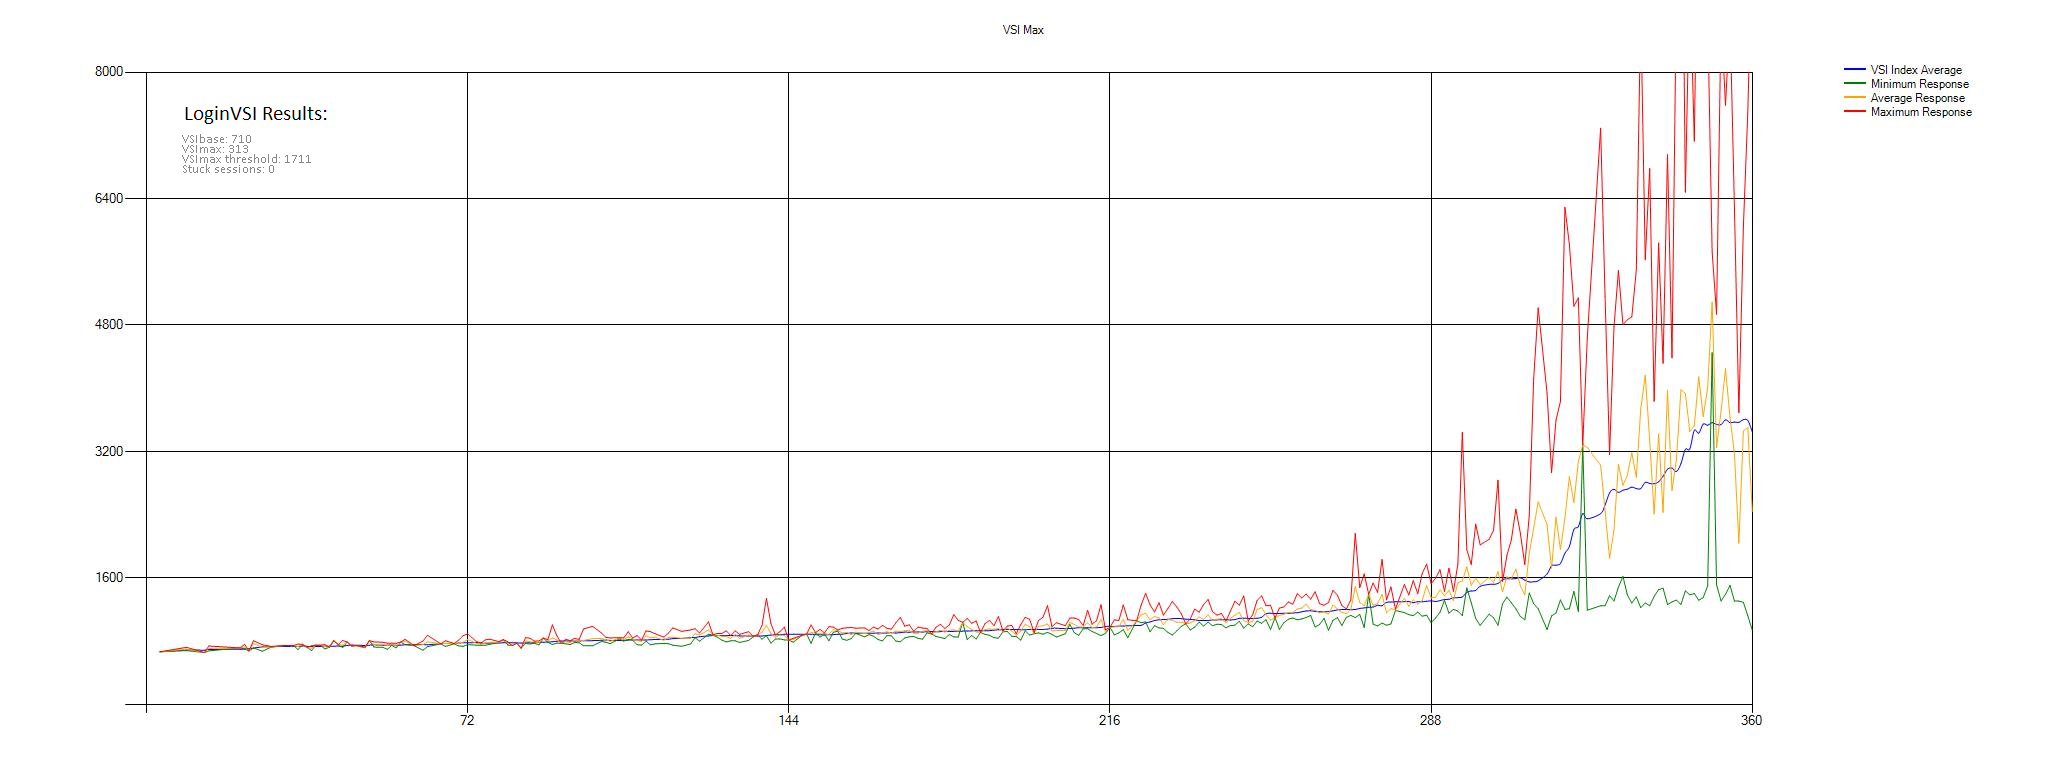 VSI Max
8000
6400
4800
3200
1600
LoginVSI Results:
VSIbase: 710
VSImax: 313
VSImax threshold: 1711
Stuck sessions: 0
VSI Index Average
Minimum Response
Average Response
Maximum Response
72 144 216 288 360